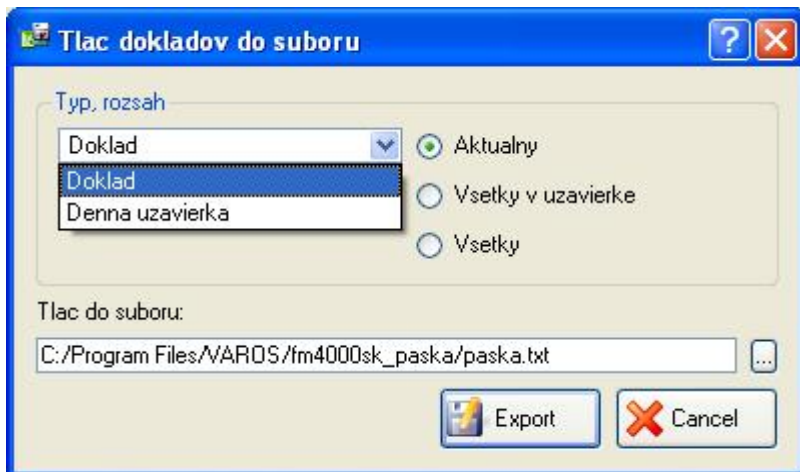 Tlac dokladov do suboru
Typ, rozsah
Doklad
Aktualny
Doklad
Vsetky v uzavierke
Denna uzavierka
Vsetky
Tlac do suboru:
C:/Program Files/VAROS/fm4000sk_paska/paska.txt
...
Export
Cancel